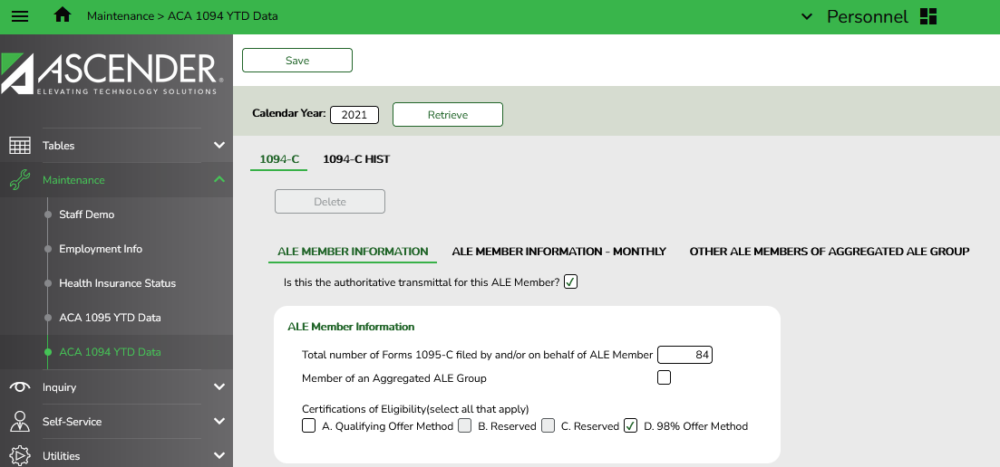 Maintenance > ACA 1094 YTD Data
Personnel
ASCENDER®
ELEVATING TECHNOLOGY SOLUTIONS
Tables
Maintenance
Staff Demo
Employment Info
Health Insurance Status
ACA 1095 YTD Data
ACA 1094 YTD Data
Inquiry
Self-Service
Utilities
Save
Calendar Year: 2021 Retrieve
1094-C 1094-C HIST
Delete
ALE MEMBER INFORMATION ALE MEMBER INFORMATION - MONTHLY OTHER ALE MEMBERS OF AGGREGATED ALE GROUP
Is this the authoritative transmittal for this ALE Member?
ALE Member Information
Total number of Forms 1095-C filed by and/or on behalf of ALE Member 84
Member of an Aggregated ALE Group
Certifications of Eligibility(select all that apply)
A. Qualifying Offer Method B. Reserved C. Reserved D. 98% Offer Method